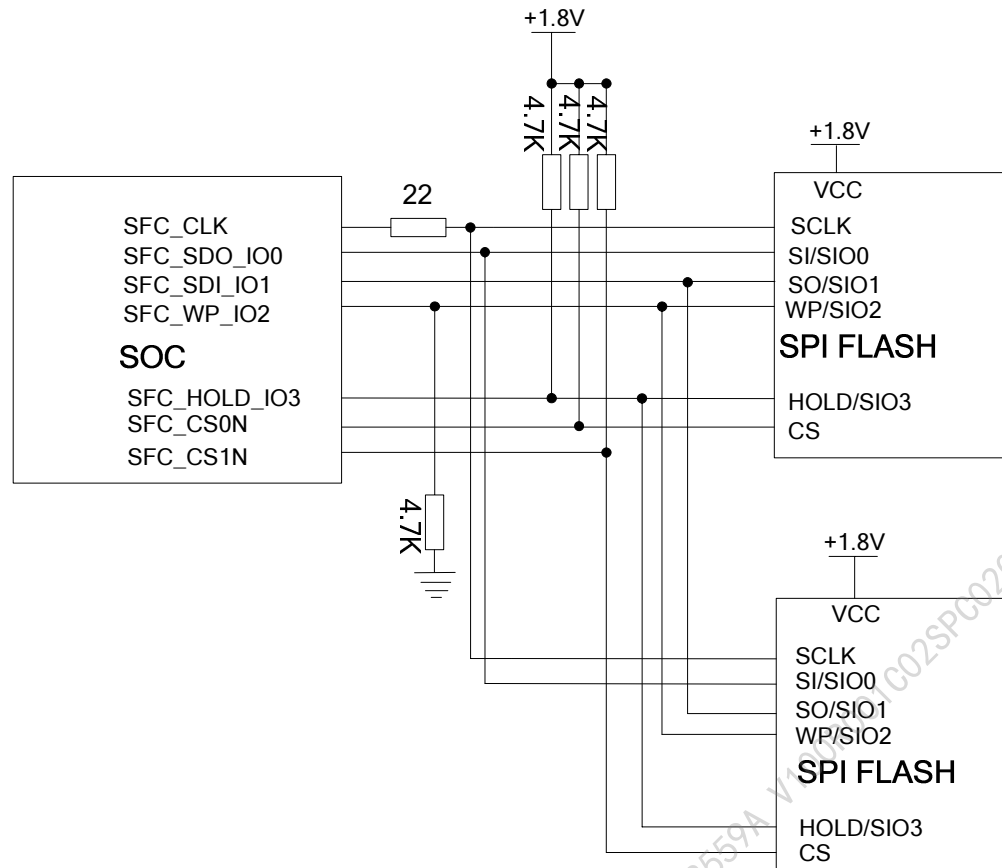 +1.8V
4.7K
4.7K
4.7K
+1.8V
VCC
22
SFC_CLK
SFC_SDO_IO0
SFC_SDI_IO1
SFC_WP_IO2
SOC
SFC_HOLD_IO3
SFC_CS0N
SFC_CS1N
SCLK
SI/SIO0
SO/SIO1
WP/SIO2
SPI FLASH
HOLD/SIO3
CS
4.7K
+1.8V
VCC
SCLK
SI/SIO0
SO/SIO1
WP/SIO2
SPI FLASH
HOLD/SIO3
CS